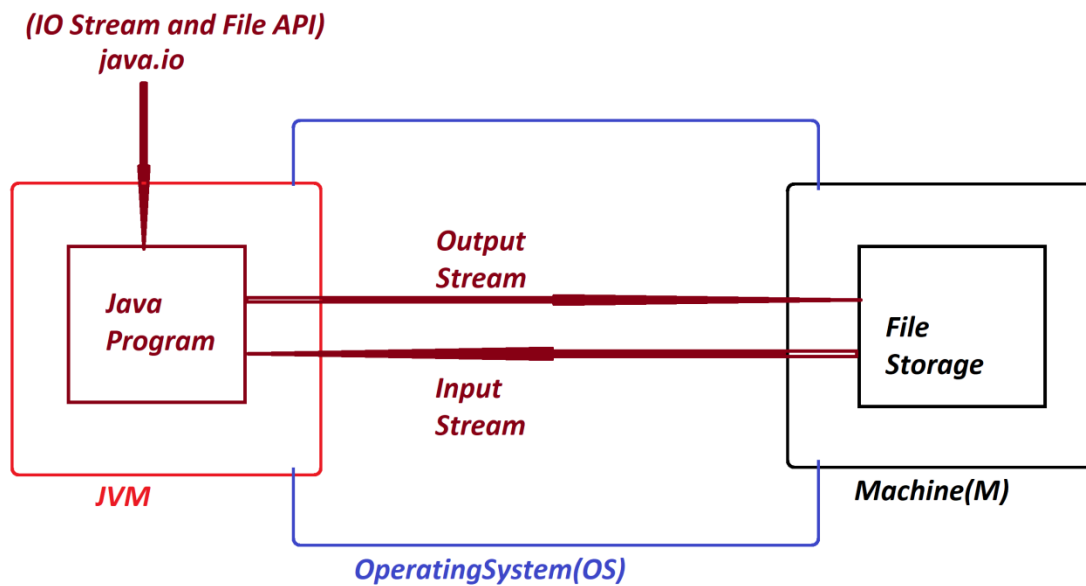 (IO Stream and File API)
java.io
Output
Stream
Java
Program
File
Storage
Input
Stream
JVM
Machine(M)
OperatingSystem(OS)